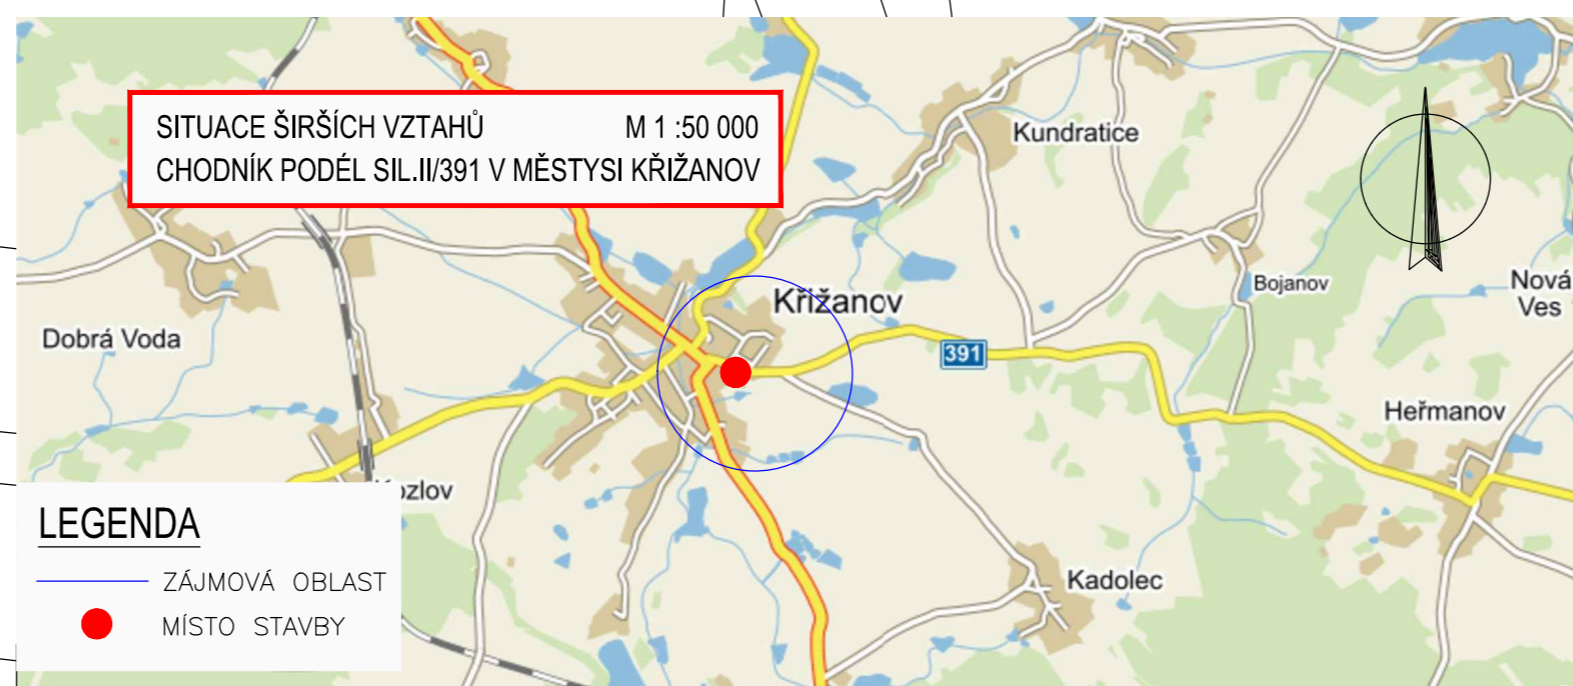 SITUACE ŠIRŠÍCH VZTAHŮ M 1 :50 000
CHODNÍK PODÉL SIL.II/391 V MĚSTYSI KŘIŽANOV
Kundratice
Bojanov
Nová
Ves
Křižanov
Dobrá Voda
391
Heřmanov
Kadolec
LEGENDA
ZÁJMOVÁ OBLAST
MÍSTO STAVBY